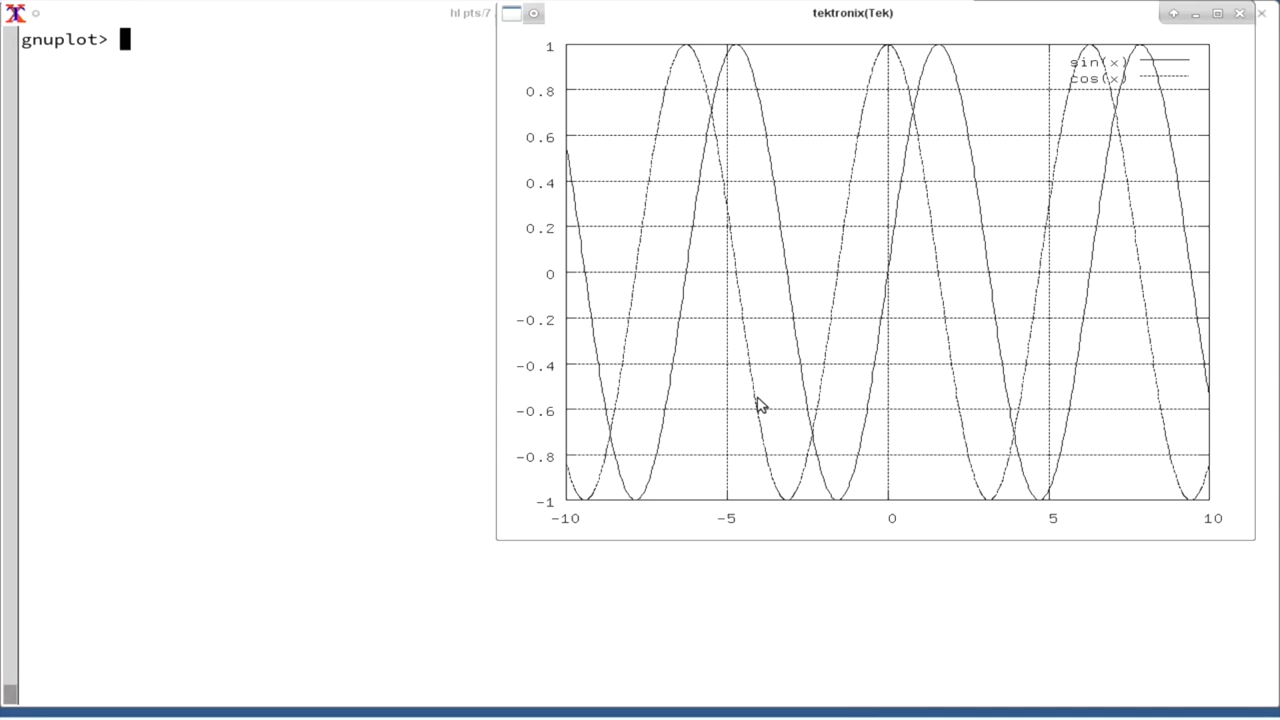 hl pts/7
tektronix(Tek)
gnuplot>
sin(x)
cos(x)
1
0.8
0.6
0.4
0.2
0
-0.2
-0.4
-0.6
-0.8
-1
-10 -5 0 5 10